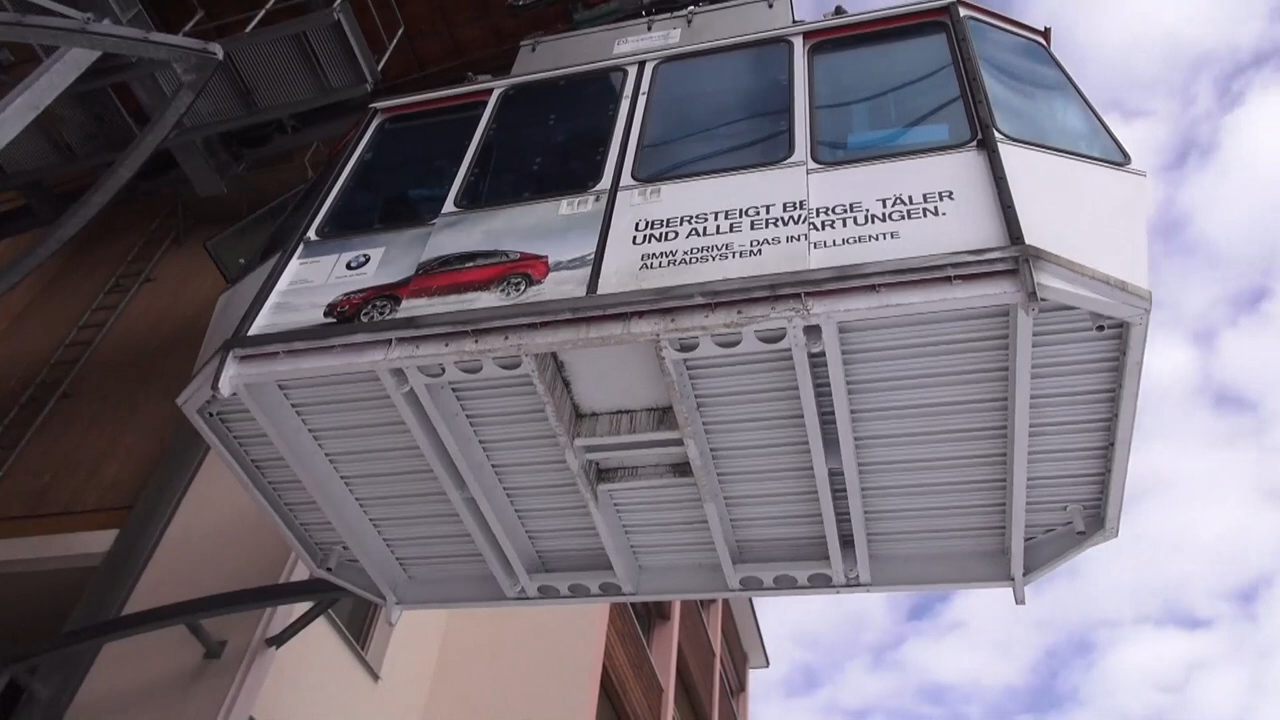 ÜBERSTEIGT BERGE, TÄLER
UND ALLE ERWARTUNGEN.
BMW xDRIVE – DAS INTELLIGENTE
ALLRADSYSTEM